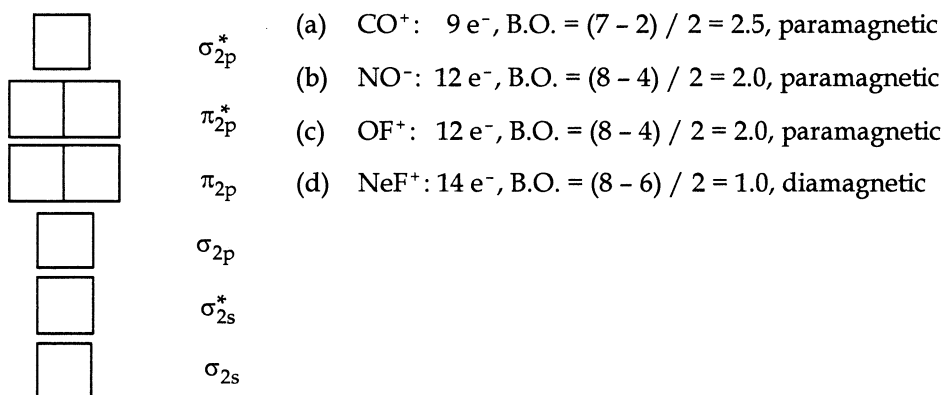 (a) CO⁺: 9 e⁻, B.O. = (7 – 2) / 2 = 2.5, paramagnetic
(b) NO⁻: 12 e⁻, B.O. = (8 – 4) / 2 = 2.0, paramagnetic
(c) OF⁺: 12 e⁻, B.O. = (8 – 4) / 2 = 2.0, paramagnetic
(d) NeF⁺: 14 e⁻, B.O. = (8 – 6) / 2 = 1.0, diamagnetic
σ*₂p
π*₂p
π₂p
σ₂p
σ*₂s
σ₂s